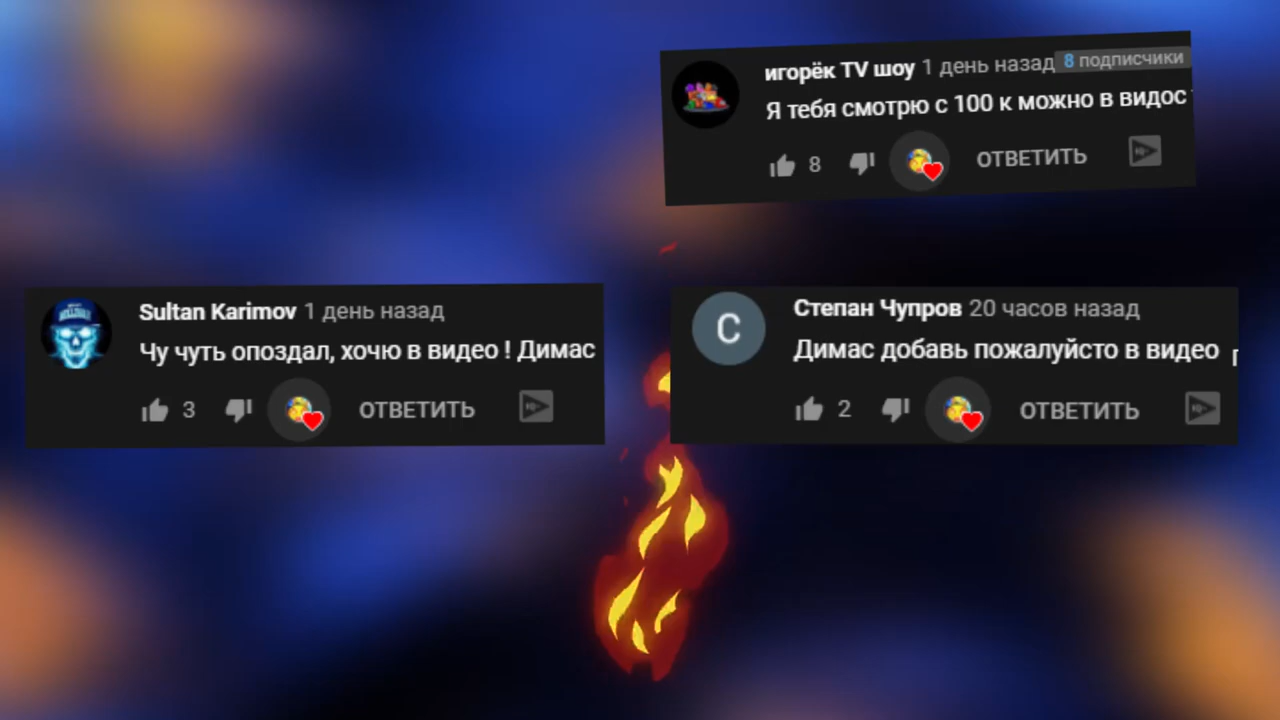 игорёк TV шоу 1 день назад 8 подписчики
Я тебя смотрю с 100 к можно в видос
8 ОТВЕТИТЬ
Sultan Karimov 1 день назад
Чу чуть опоздал, хочю в видео ! Димас
3 ОТВЕТИТЬ
Степан Чупров 20 часов назад
Димас добавь пожалуйсто в видео
2 ОТВЕТИТЬ